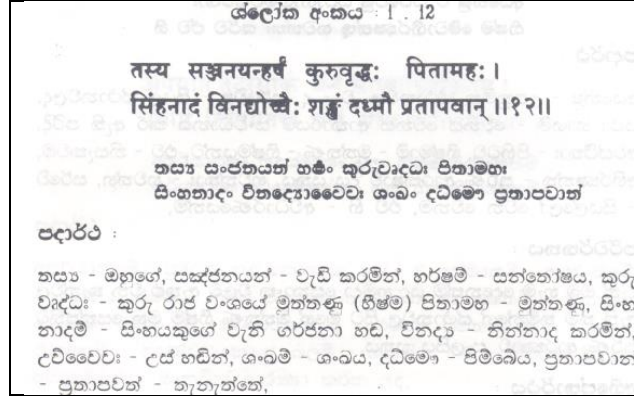 ශ්ලෝක අංකය : 1 . 12
तस्य सञ्जनयन्हर्षं कुरुवृद्धः पितामहः ।
सिंहनादं विनद्योच्चैः शङ्खं दध्मौ प्रतापवान् ॥१२॥
තස්‍ය සංජනයන් හර්ෂං කුරුවෘද්ධඃ පිතාමහඃ
සිංහනාදං විනද්‍යොච්චෛඃ ශංඛං දධ්මෞ ප්‍රතාපවාන්
පදාර්ථ :
තස්‍ය - ඔහුගේ, සඤ්ජනයන් - වැඩි කරමින්, හර්ෂම් - සන්තෝෂය, කුරු
වෘද්ධඃ - කුරු රාජ වංශයේ මුත්තණු (භීෂ්ම) පිතාමහ - මුත්තණු, සිංහ
නාදම් - සිංහයකුගේ වැනි ගර්ජනා හඬ, විනද්‍ය - නින්නාද කරමින්,
උච්චෛඃ - උස් හඬින්, ශංඛම් - ශංඛය, දධ්මෞ - පිම්බේය, ප්‍රතාපවාන්
- ප්‍රතාපවත් - තැනැත්තේ,